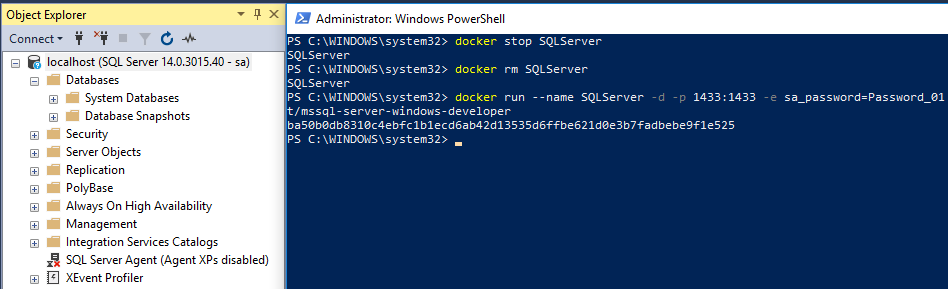 Object Explorer
Connect
localhost (SQL Server 14.0.3015.40 - sa)
Databases
System Databases
Database Snapshots
Security
Server Objects
Replication
PolyBase
Always On High Availability
Management
Integration Services Catalogs
SQL Server Agent (Agent XPs disabled)
XEvent Profiler
Administrator: Windows PowerShell
PS C:\WINDOWS\system32> docker stop SQLServer
SQLServer
PS C:\WINDOWS\system32> docker rm SQLServer
SQLServer
PS C:\WINDOWS\system32> docker run --name SQLServer -d -p 1433:1433 -e sa_password=Password_01
t/mssql-server-windows-developer
ba50b0db8310c4ebfc1b1ecd6ab42d13535d6ffbe621d0e3b7fadbebe9f1e525
PS C:\WINDOWS\system32>